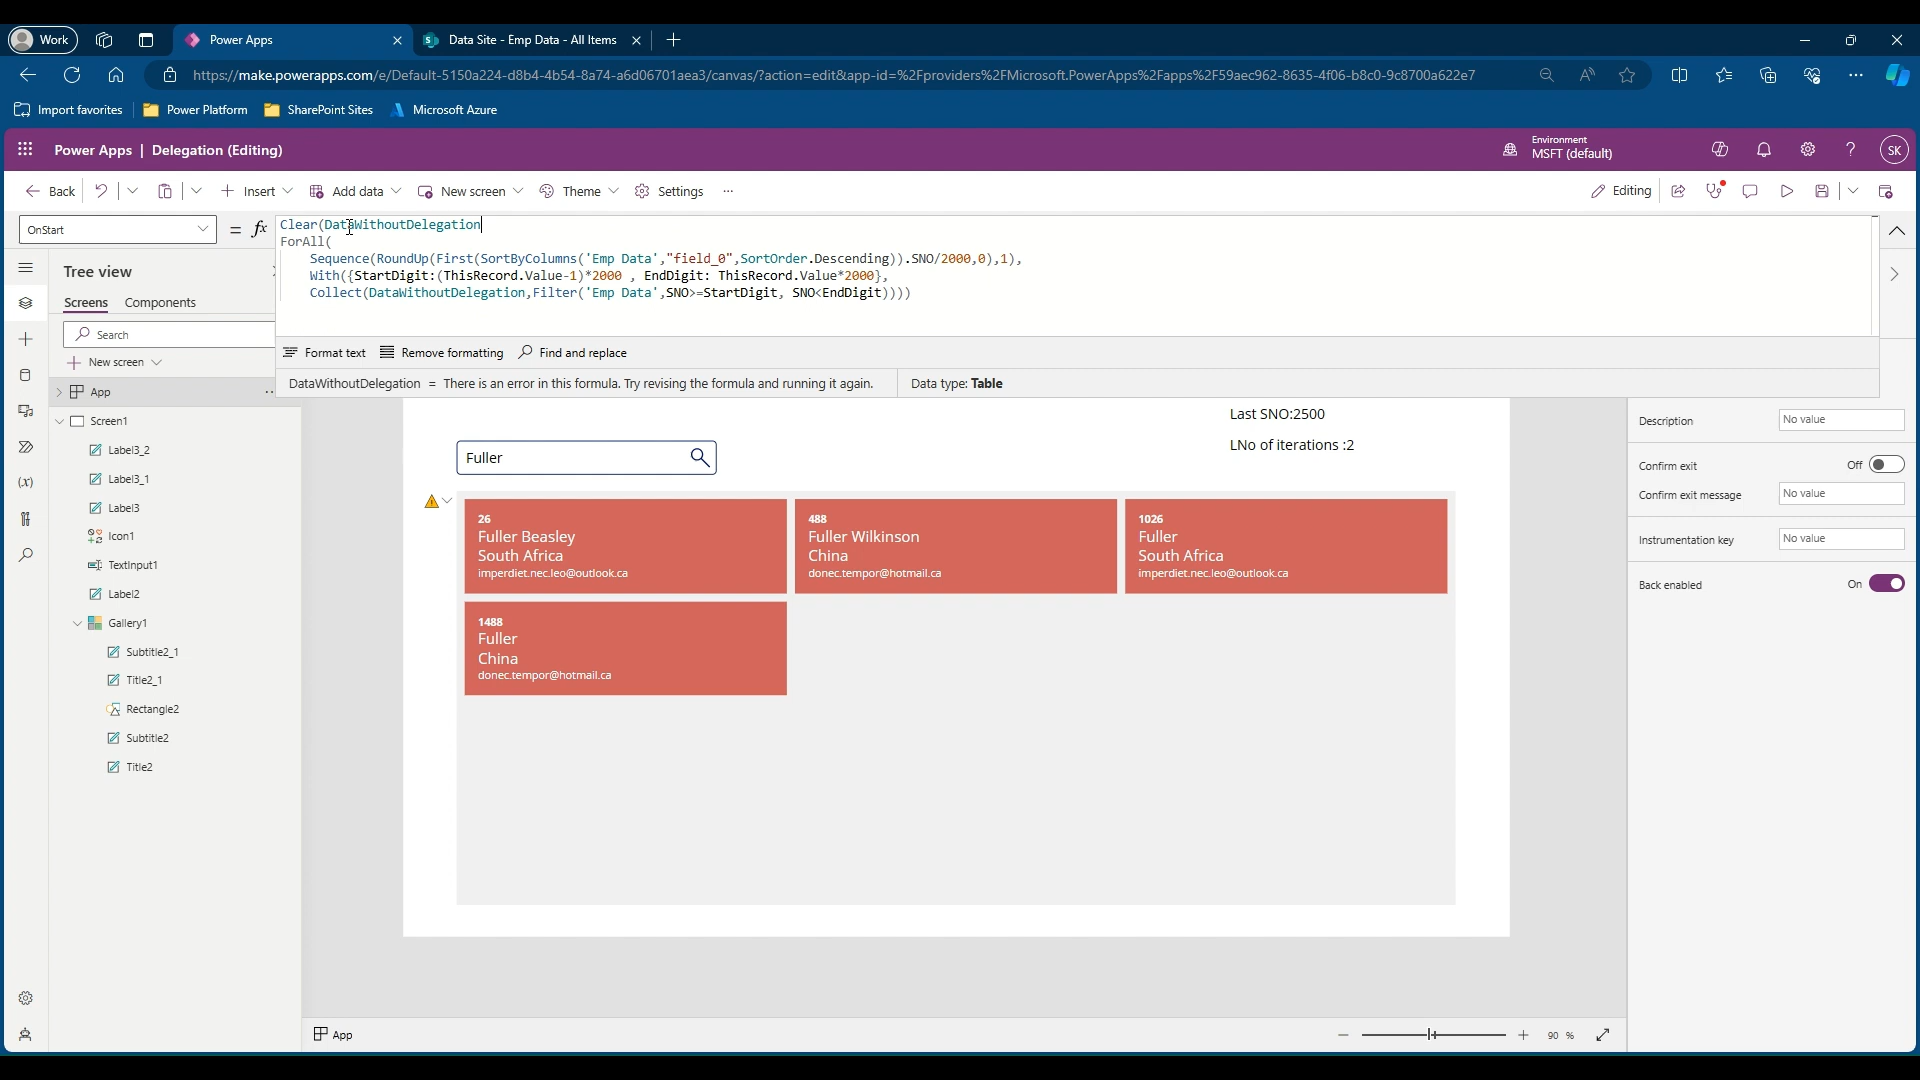 Work
Power Apps
Data Site - Emp Data - All Items
https://make.powerapps.com/e/Default-5150a224-d8b4-4b54-8a74-a6d06701aea3/canvas/?action=edit&app-id=%2Fproviders%2FMicrosoft.PowerApps%2Fapps%2F59aec962-8635-4f06-b8c0-9c8700a622e7
Import favorites
Power Platform
SharePoint Sites
Microsoft Azure
Power Apps | Delegation (Editing)
Environment
MSFT (default)
SK
Back
Insert
Add data
New screen
Theme
Settings
Editing
OnStart
= fx
Clear(DataWithoutDelegation
ForAll(
Sequence(RoundUp(First(SortByColumns('Emp Data',"field_0",SortOrder.Descending)).SNO/2000,0),1),
With({StartDigit:(ThisRecord.Value-1)*2000 , EndDigit: ThisRecord.Value*2000},
Collect(DataWithoutDelegation,Filter('Emp Data',SNO>=StartDigit, SNO<EndDigit))))
Format text
Remove formatting
Find and replace
DataWithoutDelegation = There is an error in this formula. Try revising the formula and running it again.
Data type: Table
Tree view
Screens
Components
Search
New screen
App
Screen1
Label3_2
Label3_1
Label3
Icon1
TextInput1
Label2
Gallery1
Subtitle2_1
Title2_1
Rectangle2
Subtitle2
Title2
Last SNO:2500
LNo of iterations :2
Fuller
26
Fuller Beasley
South Africa
imperdiet.nec.leo@outlook.ca
488
Fuller Wilkinson
China
donec.tempor@hotmail.ca
1026
Fuller
South Africa
imperdiet.nec.leo@outlook.ca
1488
Fuller
China
donec.tempor@hotmail.ca
Description
No value
Confirm exit
Off
Confirm exit message
No value
Instrumentation key
No value
Back enabled
On
App
90 %